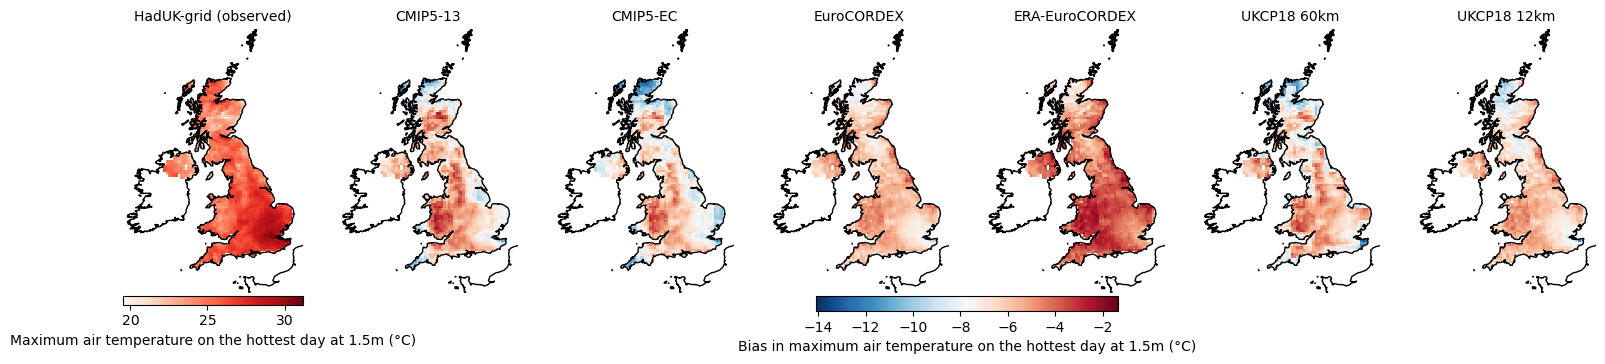 HadUK-grid (observed) CMIP5-13 CMIP5-EC EuroCORDEX ERA-EuroCORDEX UKCP18 60km UKCP18 12km
20 25 30
Maximum air temperature on the hottest day at 1.5m (°C)
−14 −12 −10 −8 −6 −4 −2
Bias in maximum air temperature on the hottest day at 1.5m (°C)